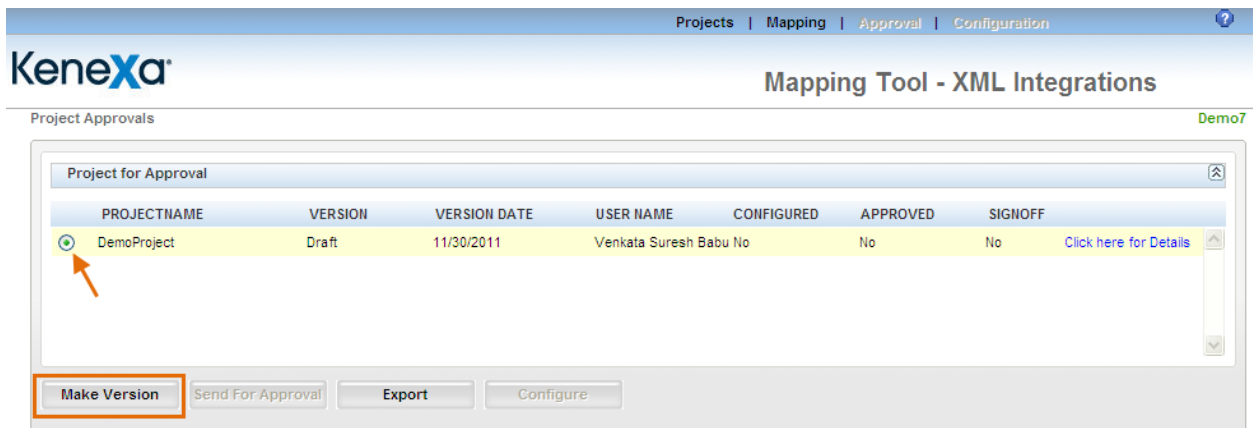 Projects | Mapping | Approval | Configuration ?
Kenexa
Mapping Tool - XML Integrations
Project Approvals Demo7
Project for Approval
PROJECTNAME VERSION VERSION DATE USER NAME CONFIGURED APPROVED SIGNOFF
DemoProject Draft 11/30/2011 Venkata Suresh Babu No No No Click here for Details
Make Version Send For Approval Export Configure